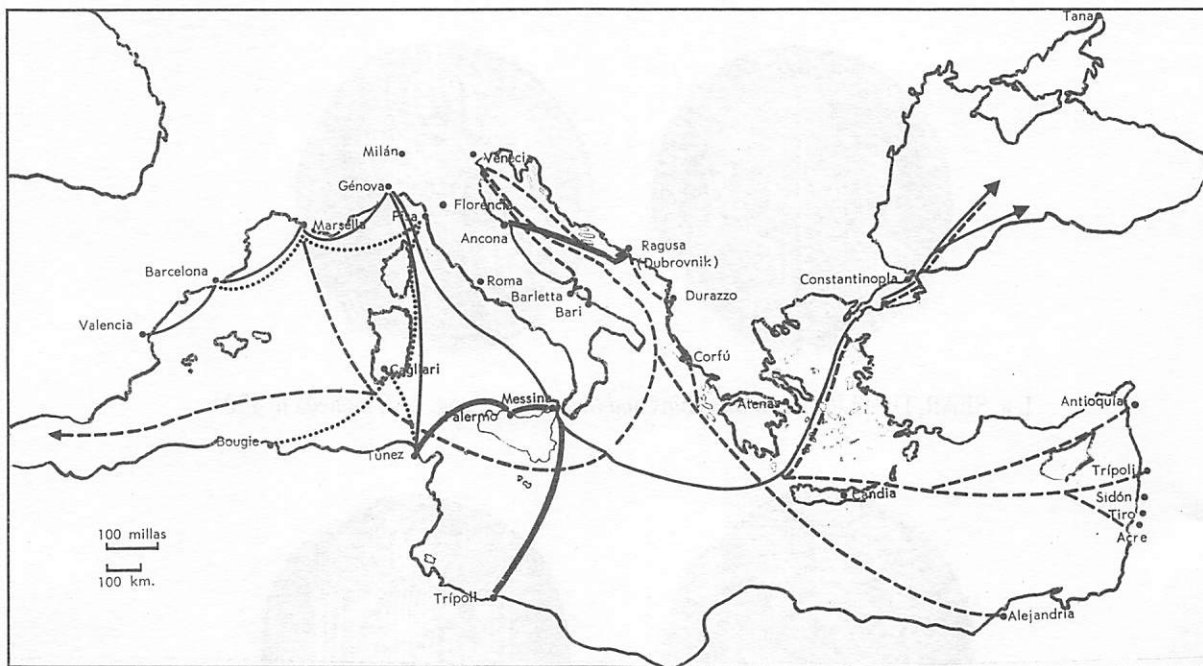 Tana
Milán
Venecia
Génova
Florencia
Marsella
Pisa
Ancona
Ragusa
(Dubrovnik)
Barcelona
Roma
Constantinopla
Barletta
Durazzo
Bari
Valencia
Corfú
Cagliari
Messina
Atenas
Antioquía
Palermo
Bougie
Túnez
Trípoli
Candia
Sidón
Tiro
Acre
100 millas
100 km.
Trípoli
Alejandría